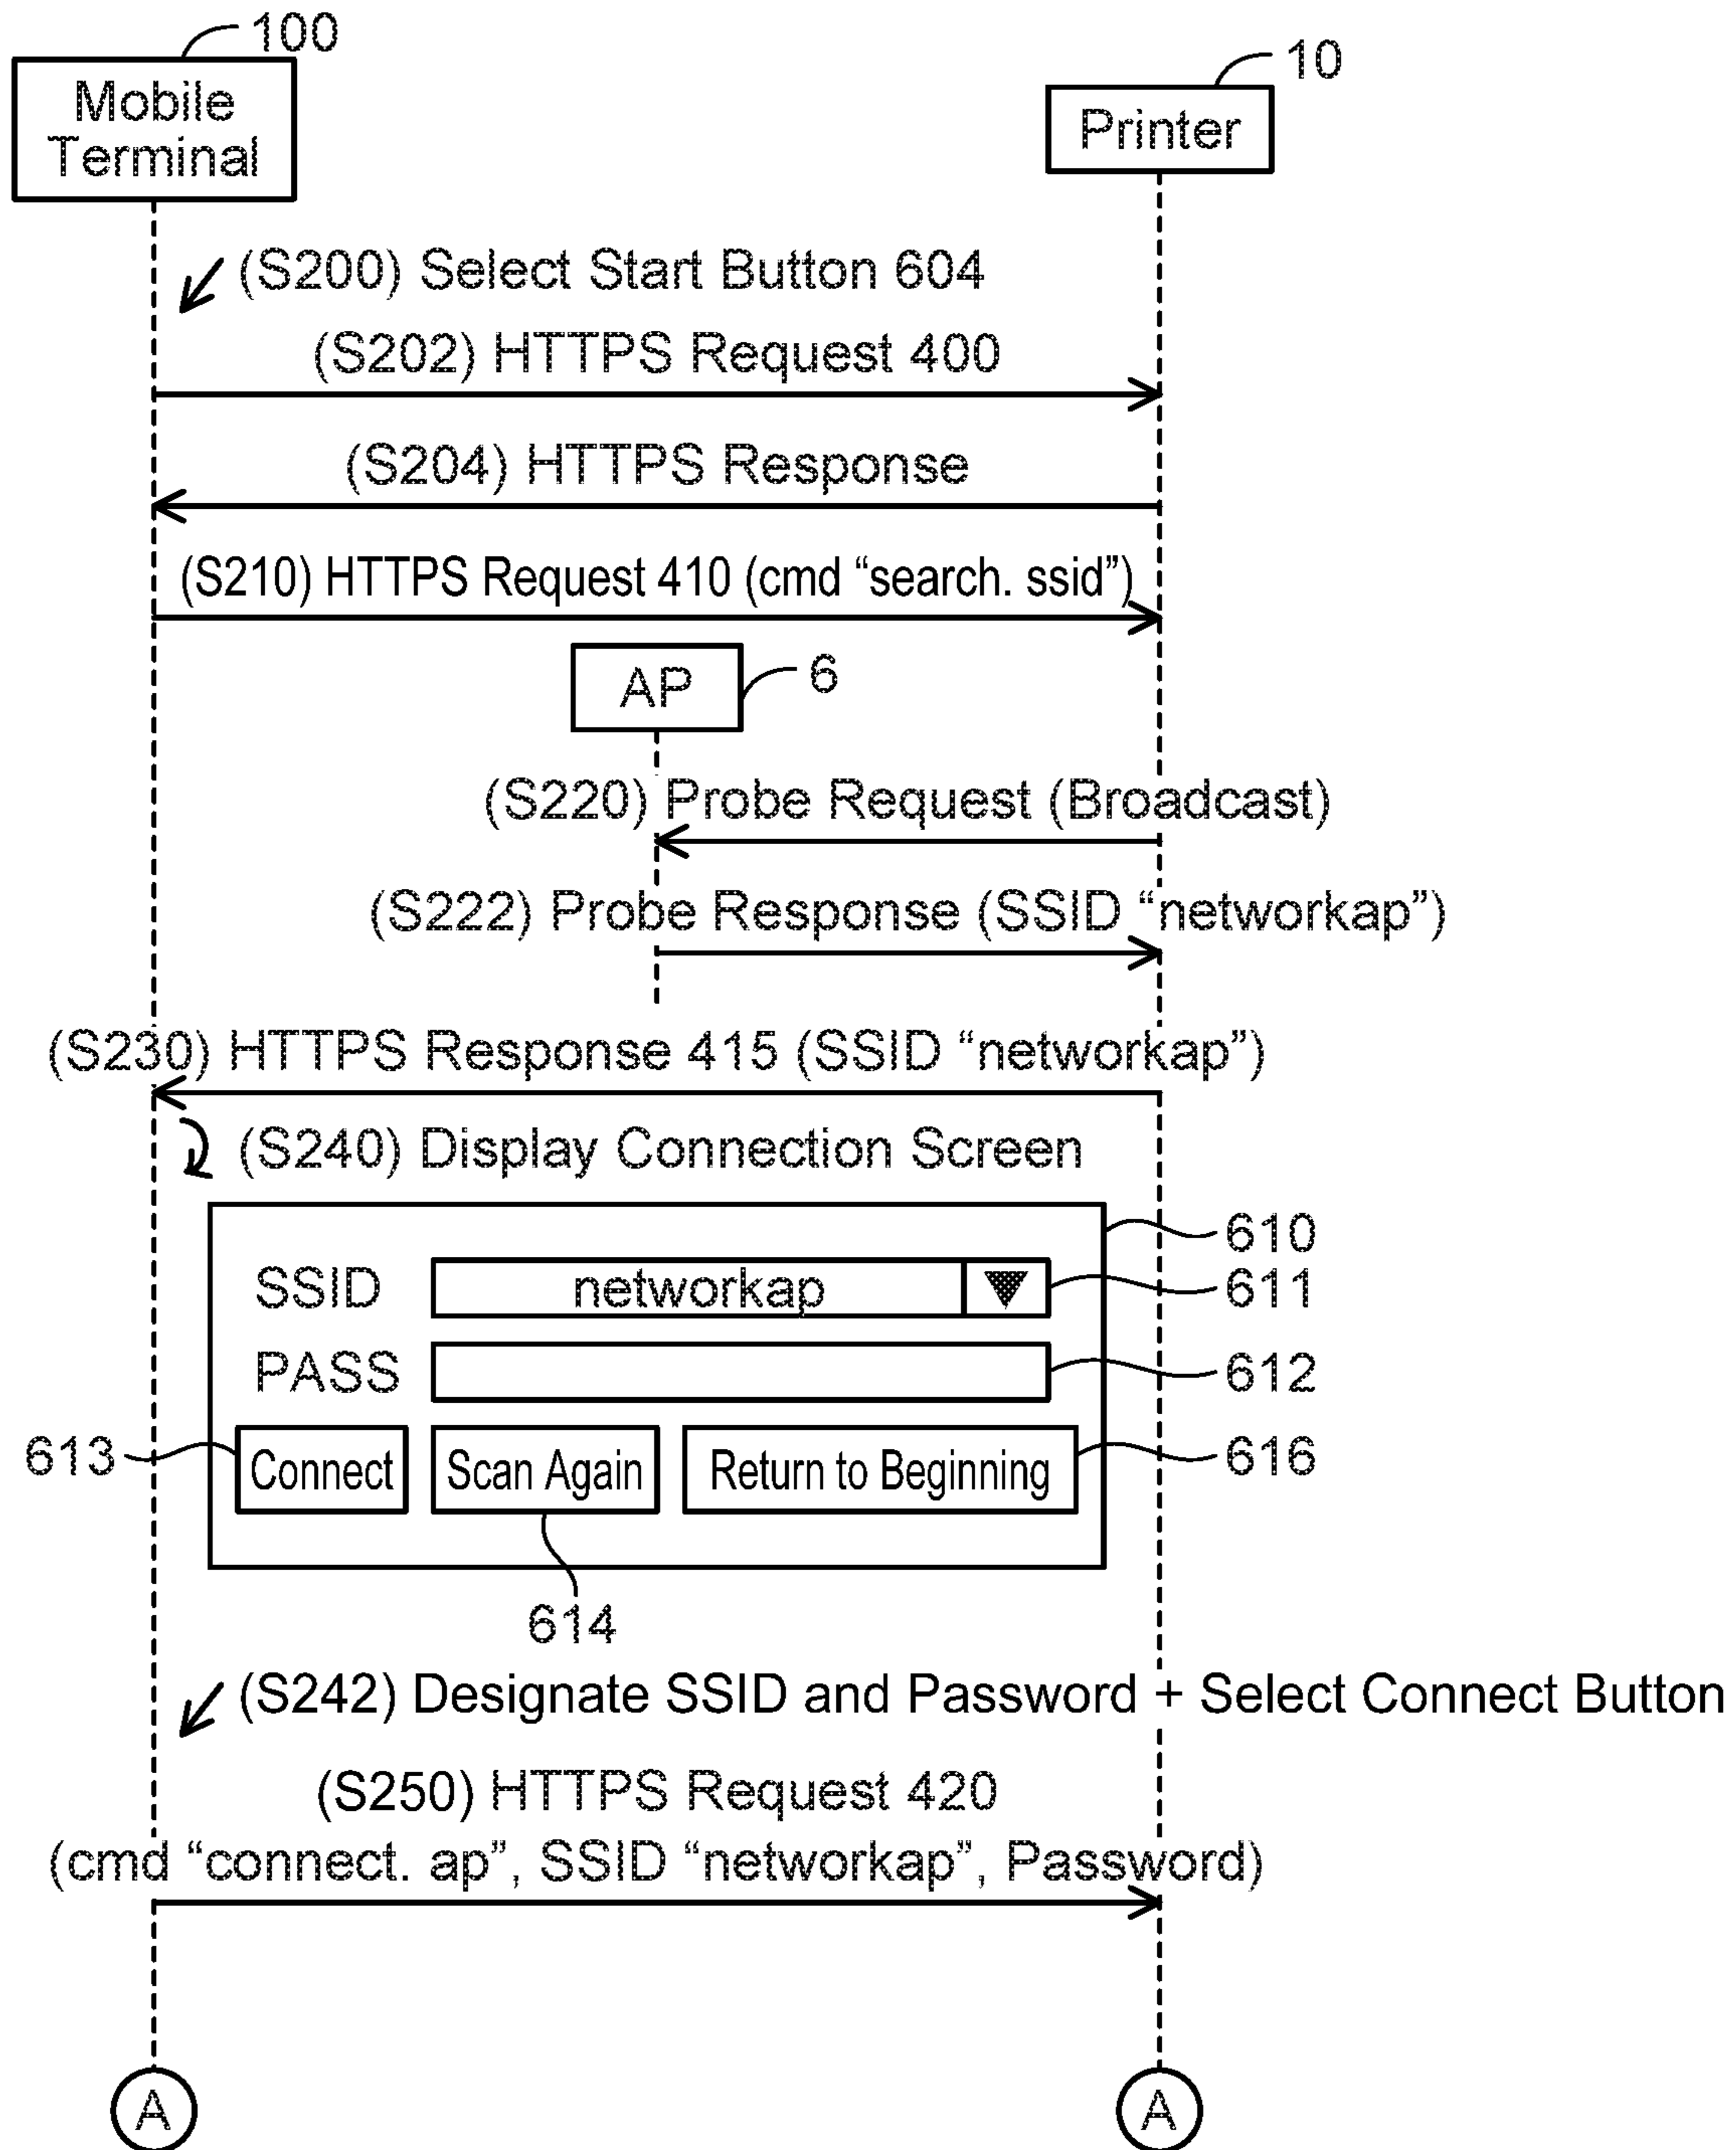 100
10
Mobile
Terminal
Printer
(S200) Select Start Button 604
(S202) HTTPS Request 400
(S204) HTTPS Response
(S210) HTTPS Request 410 (cmd “search. ssid”)
AP
6
(S220) Probe Request (Broadcast)
(S222) Probe Response (SSID “networkap”)
(S230) HTTPS Response 415 (SSID “networkap”)
(S240) Display Connection Screen
610
SSID networkap ▼ 611
PASS 612
613 Connect Scan Again Return to Beginning 616
614
(S242) Designate SSID and Password + Select Connect Button
(S250) HTTPS Request 420
(cmd “connect. ap”, SSID “networkap”, Password)
A A